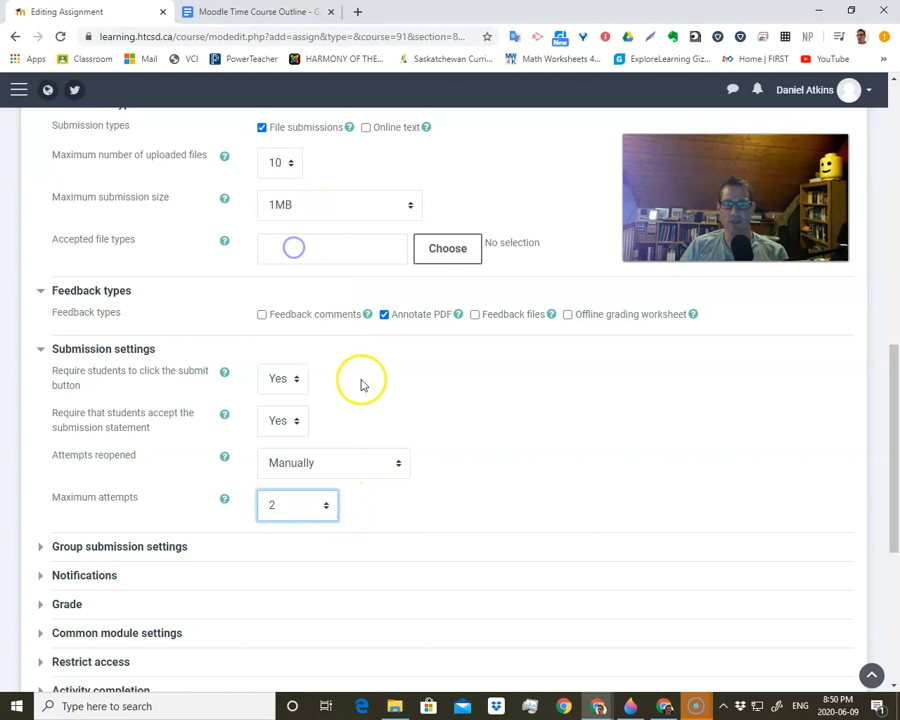 Editing Assignment
Moodle Time Course Outline - G
learning.htcsd.ca/course/modedit.php?add=assign&type=&course=91&section=8...
New
NP
Apps
Classroom
Mail
VCI
PowerTeacher
HARMONY OF THE...
Saskatchewan Curri...
Math Worksheets 4...
ExploreLearning Giz...
Home | FIRST
YouTube
»
Daniel Atkins
Submission types
File submissions
Online text
Maximum number of uploaded files
10
Maximum submission size
1MB
Accepted file types
Choose
No selection
Feedback types
Feedback types
Feedback comments
Annotate PDF
Feedback files
Offline grading worksheet
Submission settings
Require students to click the submit
button
Yes
Require that students accept the
submission statement
Yes
Attempts reopened
Manually
Maximum attempts
2
Group submission settings
Notifications
Grade
Common module settings
Restrict access
Activity completion
Type here to search
ENG
8:50 PM
2020-06-09